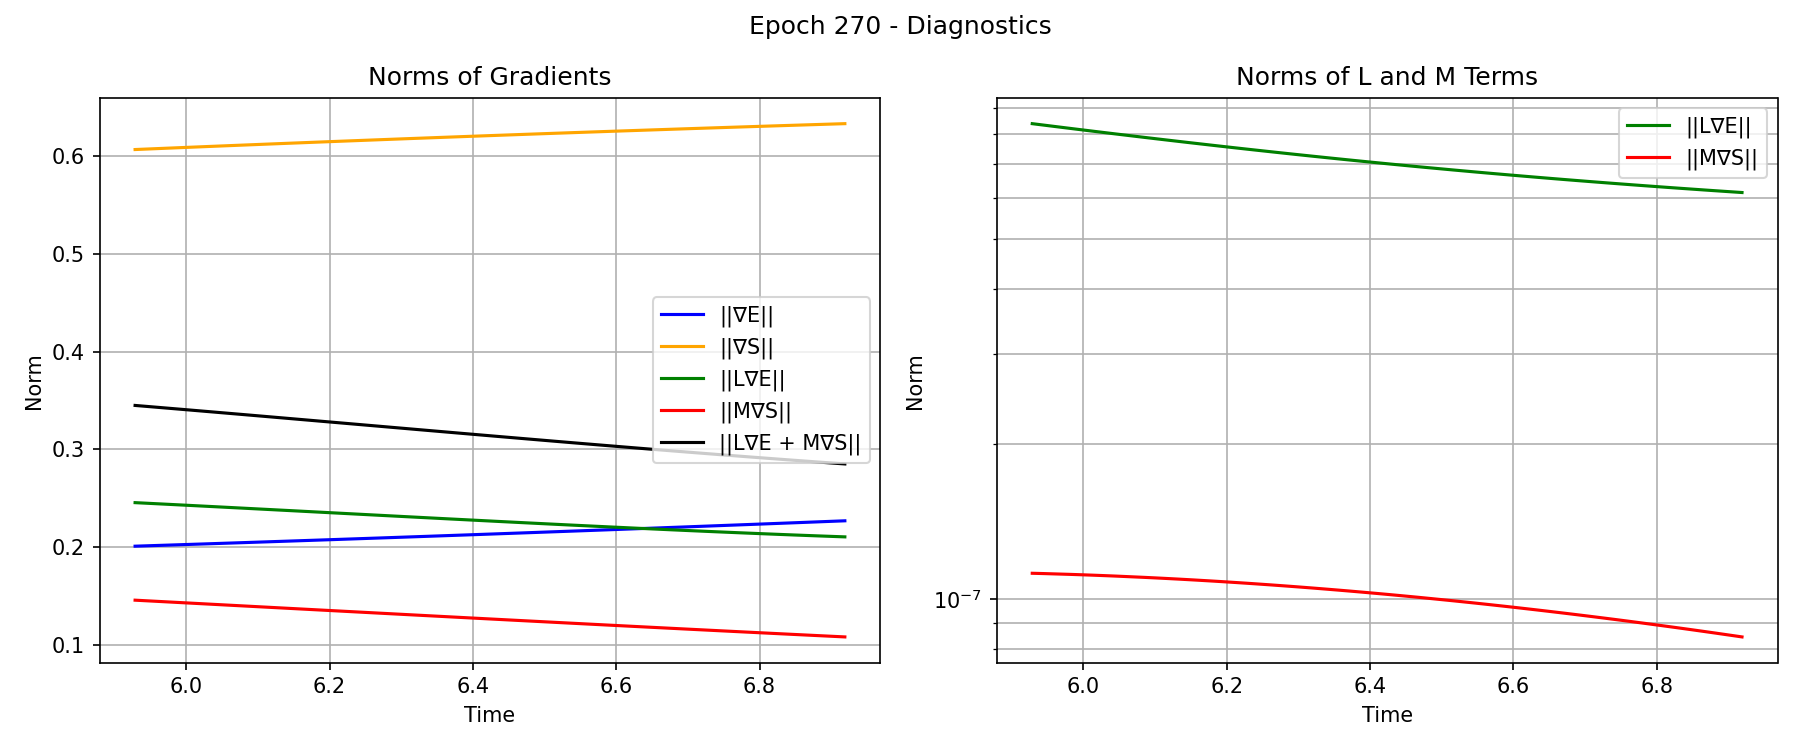 Epoch 270 - Diagnostics
Norms of Gradients
Norm
0.6
0.5
0.4
0.3
0.2
0.1
||∇E||
||∇S||
||L∇E||
||M∇S||
||L∇E + M∇S||
6.0 6.2 6.4 6.6 6.8
Time
Norms of L and M Terms
Norm
10⁻⁷
||L∇E||
||M∇S||
6.0 6.2 6.4 6.6 6.8
Time